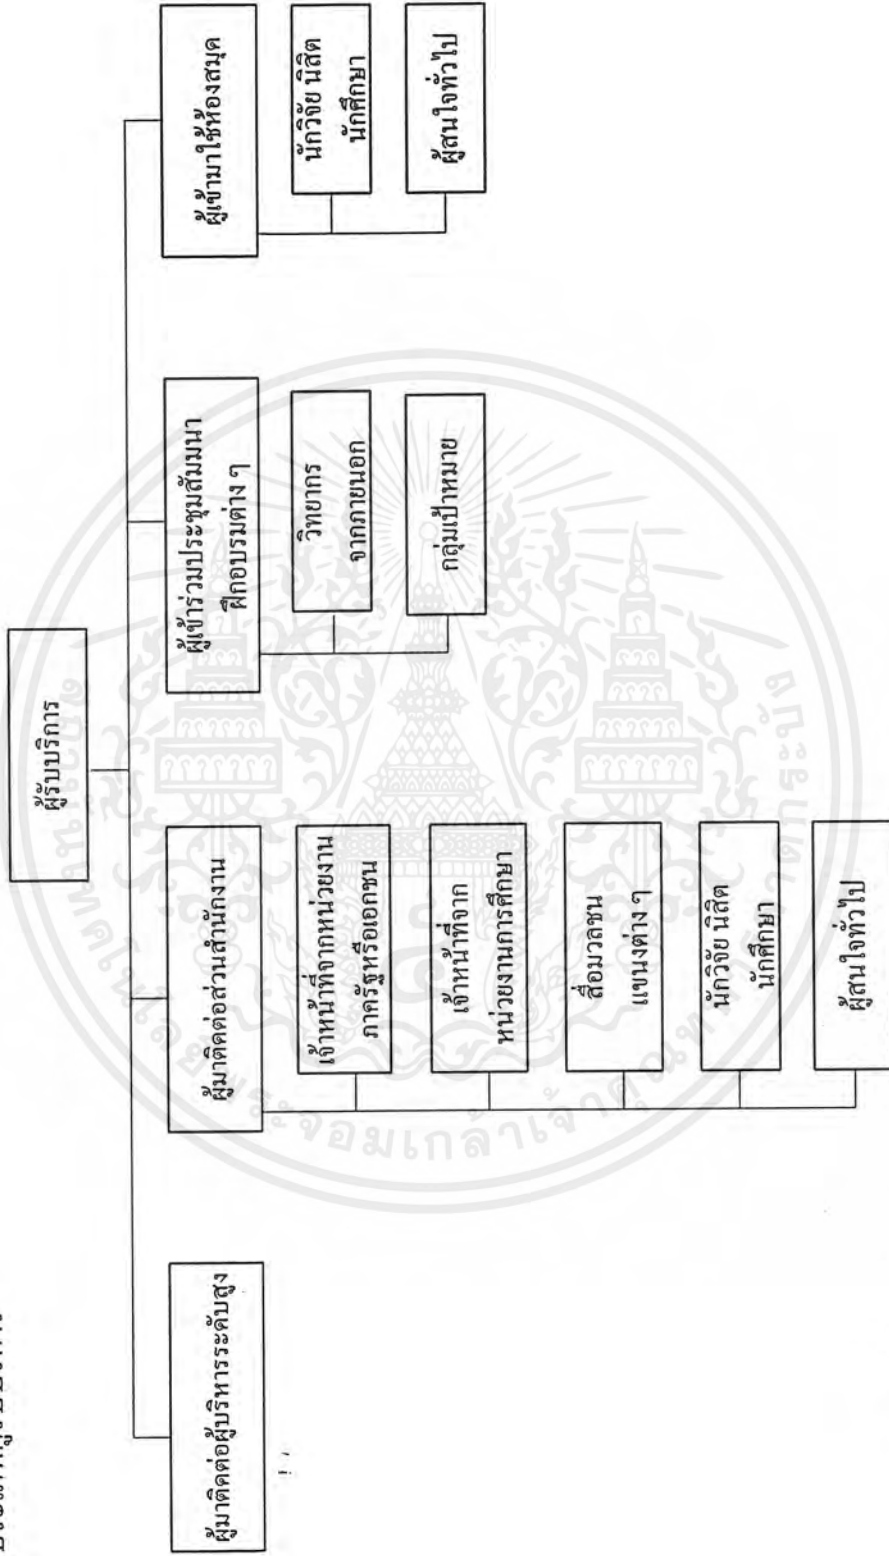 ผู้รับบริการ
ผู้มาติดต่อผู้บริหารระดับสูง
ผู้มาติดต่อส่วนสำนักงาน
เจ้าหน้าที่จากหน่วยงาน
ภาครัฐหรือเอกชน
เจ้าหน้าที่จาก
หน่วยงานการศึกษา
สื่อมวลชน
แขนงต่าง ๆ
นักวิจัย นิสิต
นักศึกษา
ผู้สนใจทั่วไป
ผู้เข้าร่วมประชุมสัมมนา
ฝึกอบรมต่าง ๆ
วิทยากร
จากภายนอก
กลุ่มเป้าหมาย
ผู้เข้ามาใช้ห้องสมุด
นักวิจัย นิสิต
นักศึกษา
ผู้สนใจทั่วไป